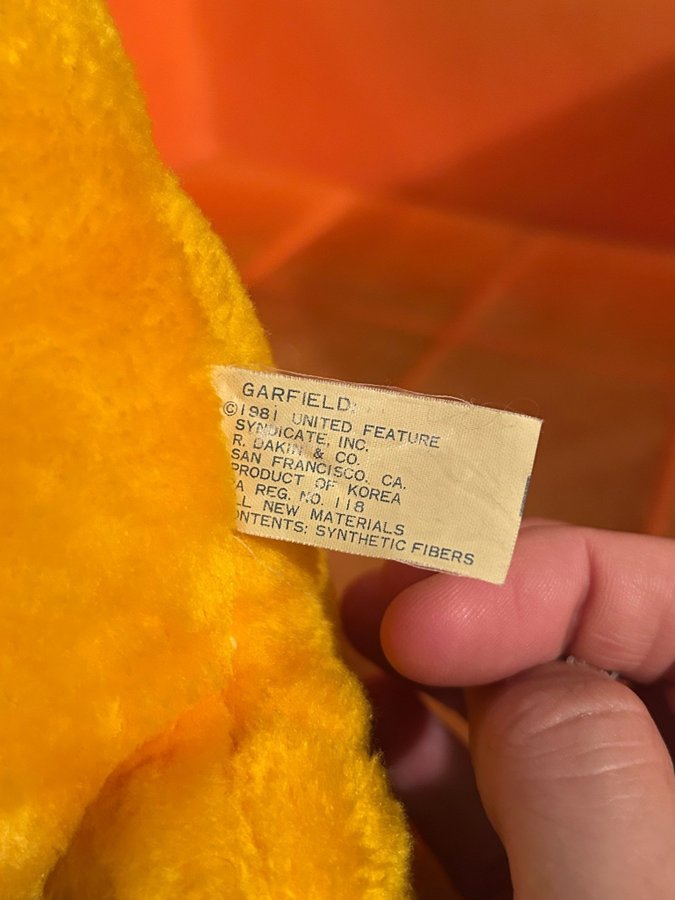 GARFIELD:
©1981 UNITED FEATURE
SYNDICATE, INC.
R. DAKIN & CO.
SAN FRANCISCO, CA.
PRODUCT OF KOREA
A REG. NO. 118
LL NEW MATERIALS
ONTENTS: SYNTHETIC FIBERS